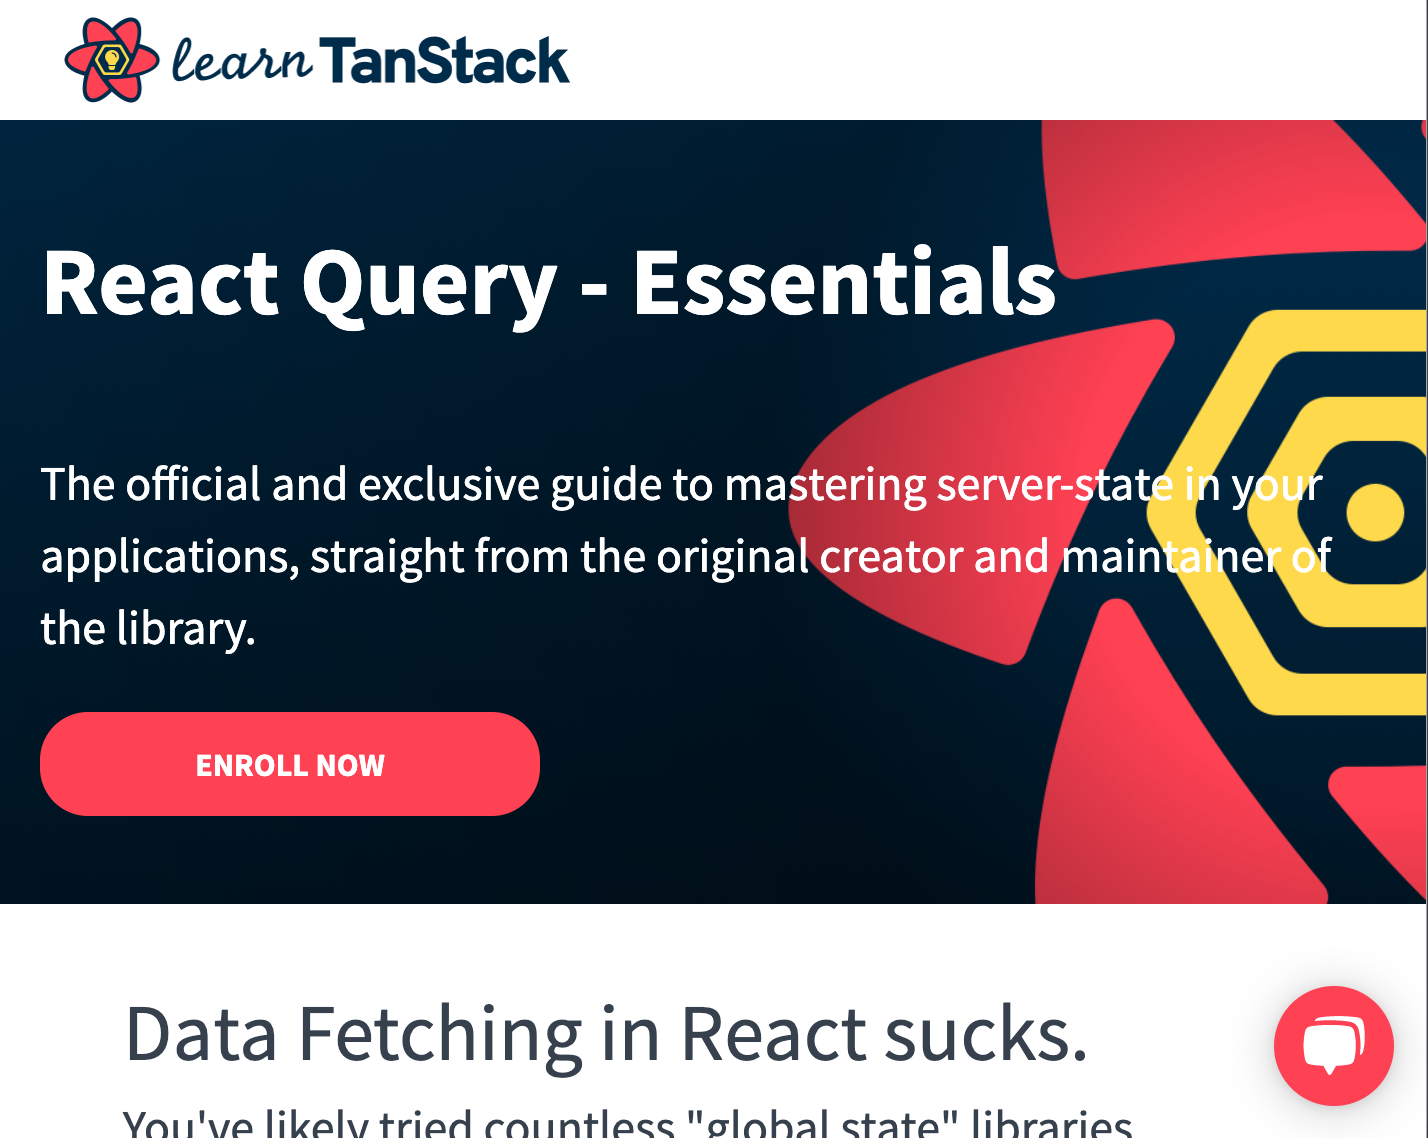 learn TanStack
React Query - Essentials
The official and exclusive guide to mastering server-state in your
applications, straight from the original creator and maintainer of
the library.
ENROLL NOW
Data Fetching in React sucks.
You've likely tried countless "global state" libraries